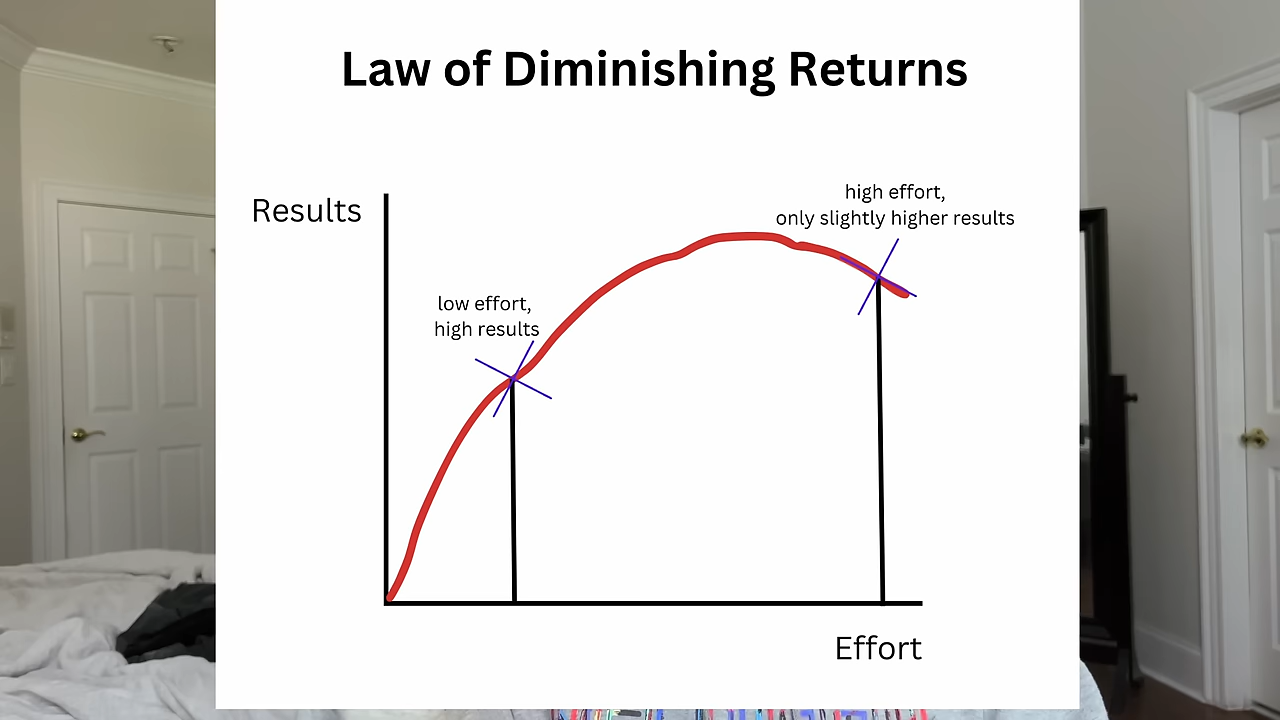 Law of Diminishing Returns
Results
high effort,
only slightly higher results
low effort,
high results
Effort